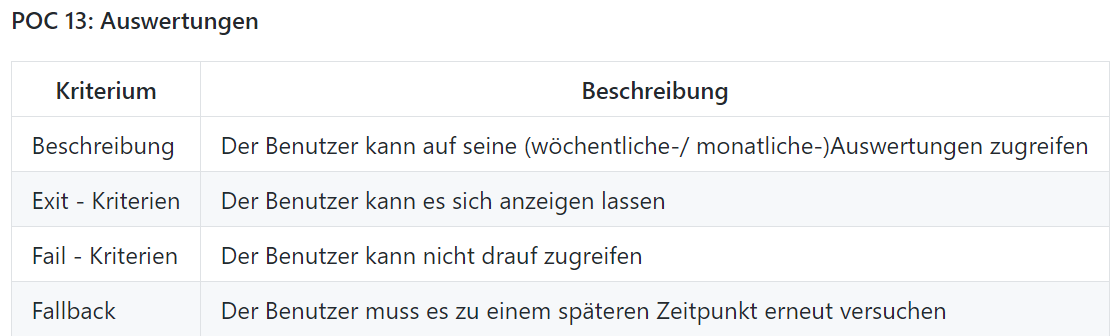 POC 13: Auswertungen
Kriterium Beschreibung
Beschreibung Der Benutzer kann auf seine (wöchentliche-/ monatliche-)Auswertungen zugreifen
Exit - Kriterien Der Benutzer kann es sich anzeigen lassen
Fail - Kriterien Der Benutzer kann nicht drauf zugreifen
Fallback Der Benutzer muss es zu einem späteren Zeitpunkt erneut versuchen